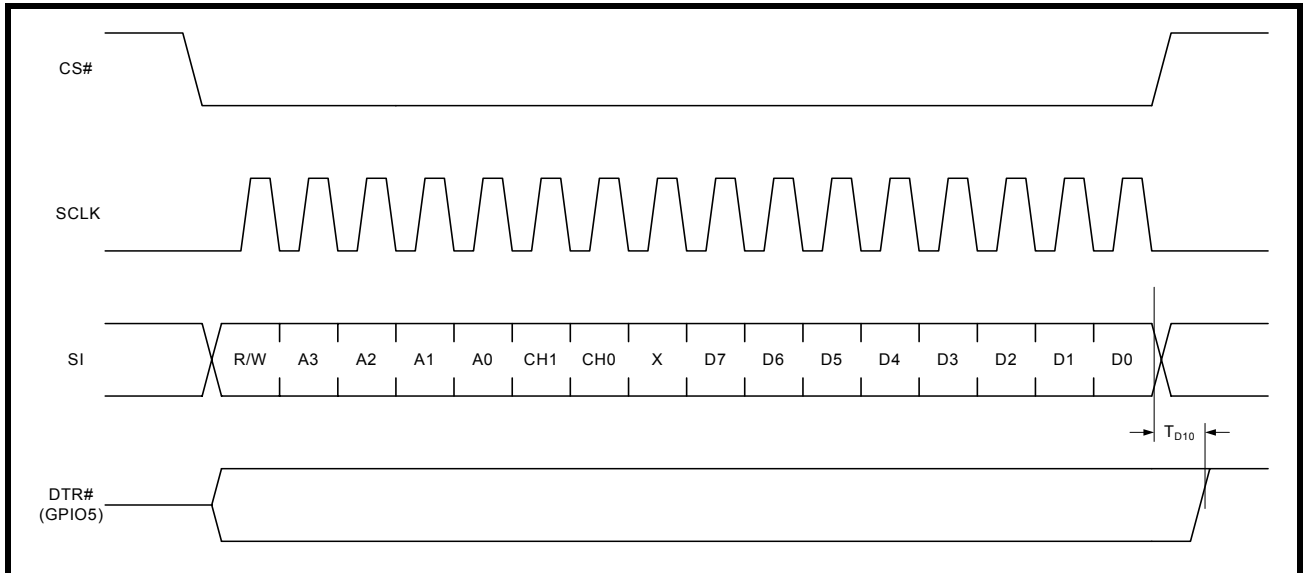 CS#
SCLK
SI
R/W A3 A2 A1 A0 CH1 CH0 X D7 D6 D5 D4 D3 D2 D1 D0
TD10
DTR#
(GPIO5)